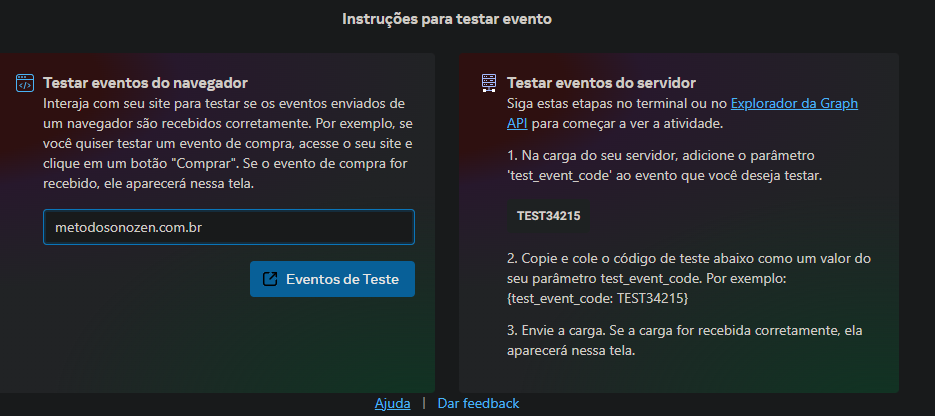 Instruções para testar evento
Testar eventos do navegador
Interaja com seu site para testar se os eventos enviados de
um navegador são recebidos corretamente. Por exemplo, se
você quiser testar um evento de compra, acesse o seu site e
clique em um botão "Comprar". Se o evento de compra for
recebido, ele aparecerá nessa tela.
metodosonozen.com.br
Eventos de Teste
Testar eventos do servidor
Siga estas etapas no terminal ou no Explorador da Graph
API para começar a ver a atividade.
1. Na carga do seu servidor, adicione o parâmetro
'test_event_code' ao evento que você deseja testar.
TEST34215
2. Copie e cole o código de teste abaixo como um valor do
seu parâmetro test_event_code. Por exemplo:
{test_event_code: TEST34215}
3. Envie a carga. Se a carga for recebida corretamente, ela
aparecerá nessa tela.
Ajuda | Dar feedback